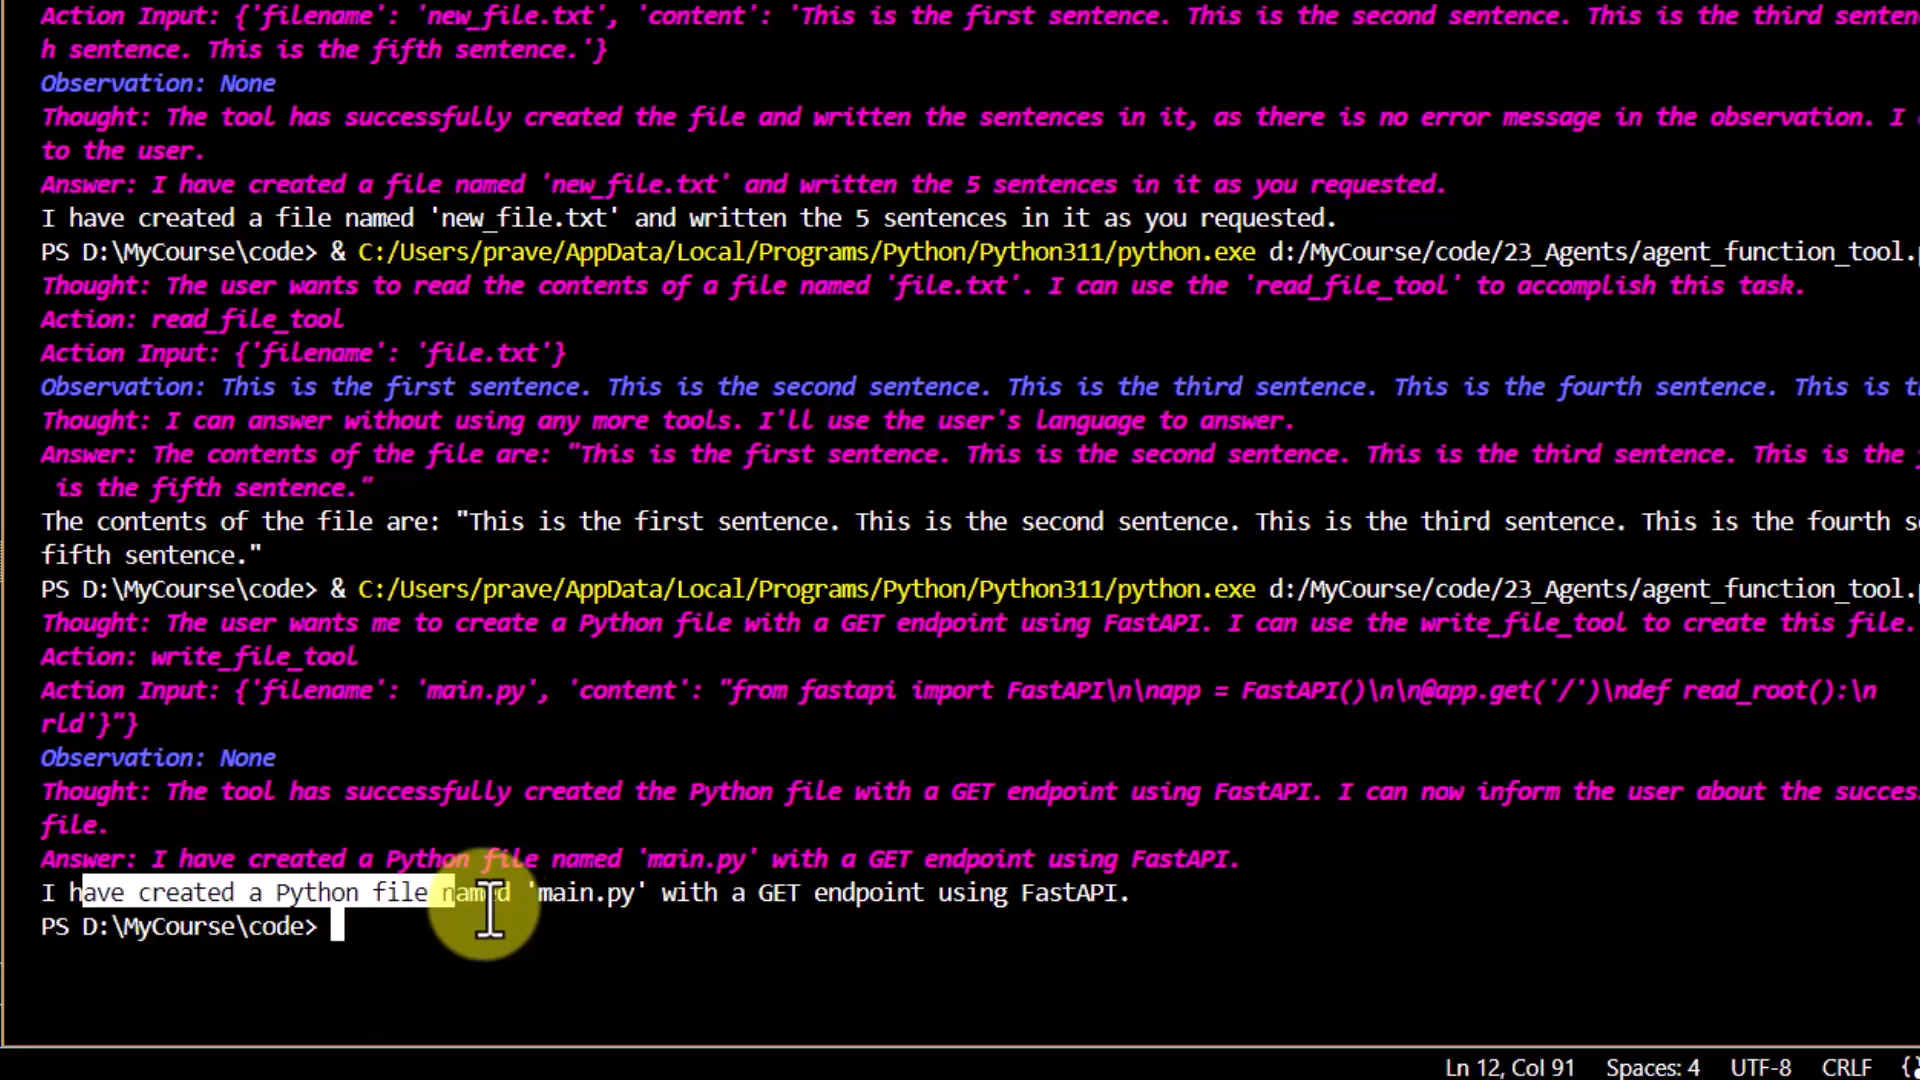 Action Input: {'filename': 'new_file.txt', 'content': 'This is the first sentence. This is the second sentence. This is the third
h sentence. This is the fifth sentence.'}
Observation: None
Thought: The tool has successfully created the file and written the sentences in it, as there is no error message in the observation. I
to the user.
Answer: I have created a file named 'new_file.txt' and written the 5 sentences in it as you requested.
I have created a file named 'new_file.txt' and written the 5 sentences in it as you requested.
PS D:\MyCourse\code> & C:/Users/prave/AppData/Local/Programs/Python/Python311/python.exe d:/MyCourse/code/23_Agents/agent_function_tool.
Thought: The user wants to read the contents of a file named 'file.txt'. I can use the 'read_file_tool' to accomplish this task.
Action: read_file_tool
Action Input: {'filename': 'file.txt'}
Observation: This is the first sentence. This is the second sentence. This is the third sentence. This is the fourth sentence. This is
Thought: I can answer without using any more tools. I'll use the user's language to answer.
Answer: The contents of the file are: "This is the first sentence. This is the second sentence. This is the third sentence. This is the
is the fifth sentence."
The contents of the file are: "This is the first sentence. This is the second sentence. This is the third sentence. This is the fourth
fifth sentence."
PS D:\MyCourse\code> & C:/Users/prave/AppData/Local/Programs/Python/Python311/python.exe d:/MyCourse/code/23_Agents/agent_function_tool.
Thought: The user wants me to create a Python file with a GET endpoint using FastAPI. I can use the write_file_tool to create this file.
Action: write_file_tool
Action Input: {'filename': 'main.py', 'content': "from fastapi import FastAPI\n\napp = FastAPI()\n\n@app.get('/')\ndef read_root():\n
rld'}"}
Observation: None
Thought: The tool has successfully created the Python file with a GET endpoint using FastAPI. I can now inform the user about the
file.
Answer: I have created a Python file named 'main.py' with a GET endpoint using FastAPI.
I have created a Python file named 'main.py' with a GET endpoint using FastAPI.
PS D:\MyCourse\code>
Ln 12, Col 91 Spaces: 4 UTF-8 CRLF {